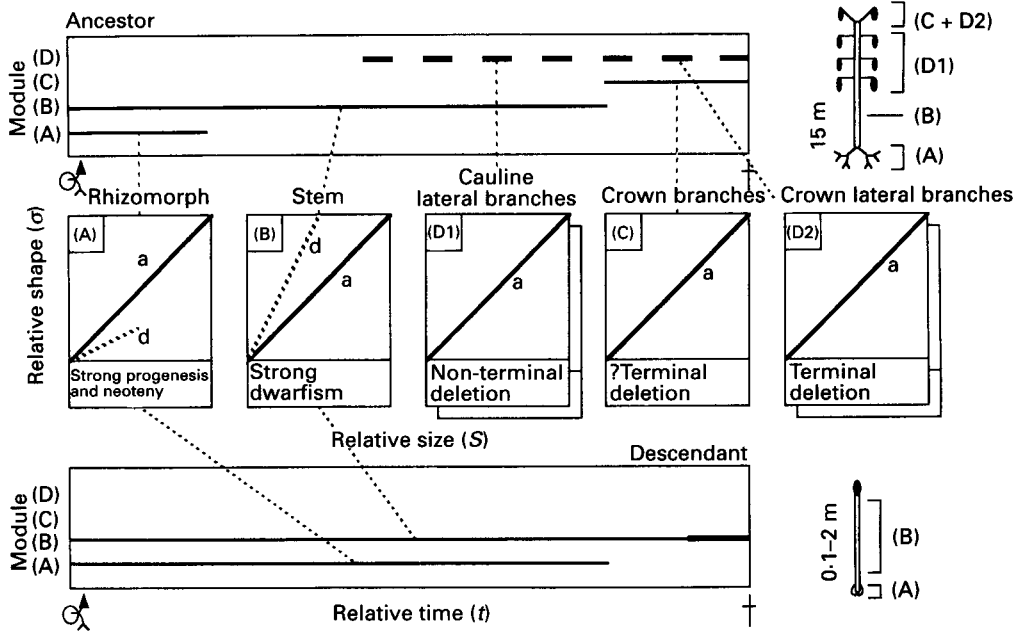 Ancestor
Module
(D)
(C)
(B)
(A)
15 m
(C + D2)
(D1)
(B)
(A)
Rhizomorph
Stem
Cauline
lateral branches
Crown branches
Crown lateral branches
Relative shape (σ)
(A)
a
d
Strong progenesis
and neoteny
(B)
d
a
Strong
dwarfism
(D1)
a
Non-terminal
deletion
(C)
a
?Terminal
deletion
(D2)
a
Terminal
deletion
Relative size (S)
Descendant
Module
(D)
(C)
(B)
(A)
Relative time (t)
0·1–2 m
(B)
(A)